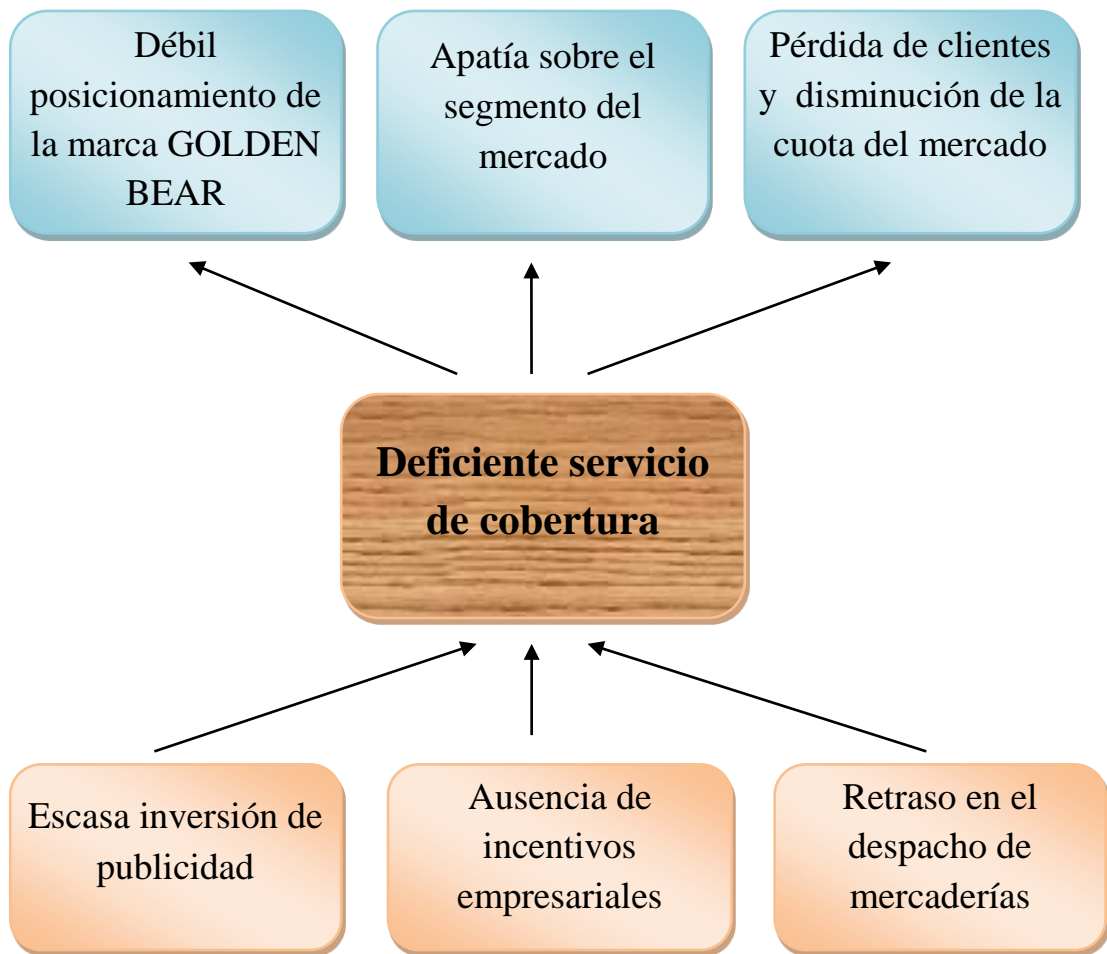 Débil
posicionamiento de
la marca GOLDEN
BEAR
Apatía sobre el
segmento del
mercado
Pérdida de clientes
y disminución de la
cuota del mercado
Deficiente servicio
de cobertura
Escasa inversión de
publicidad
Ausencia de
incentivos
empresariales
Retraso en el
despacho de
mercaderías